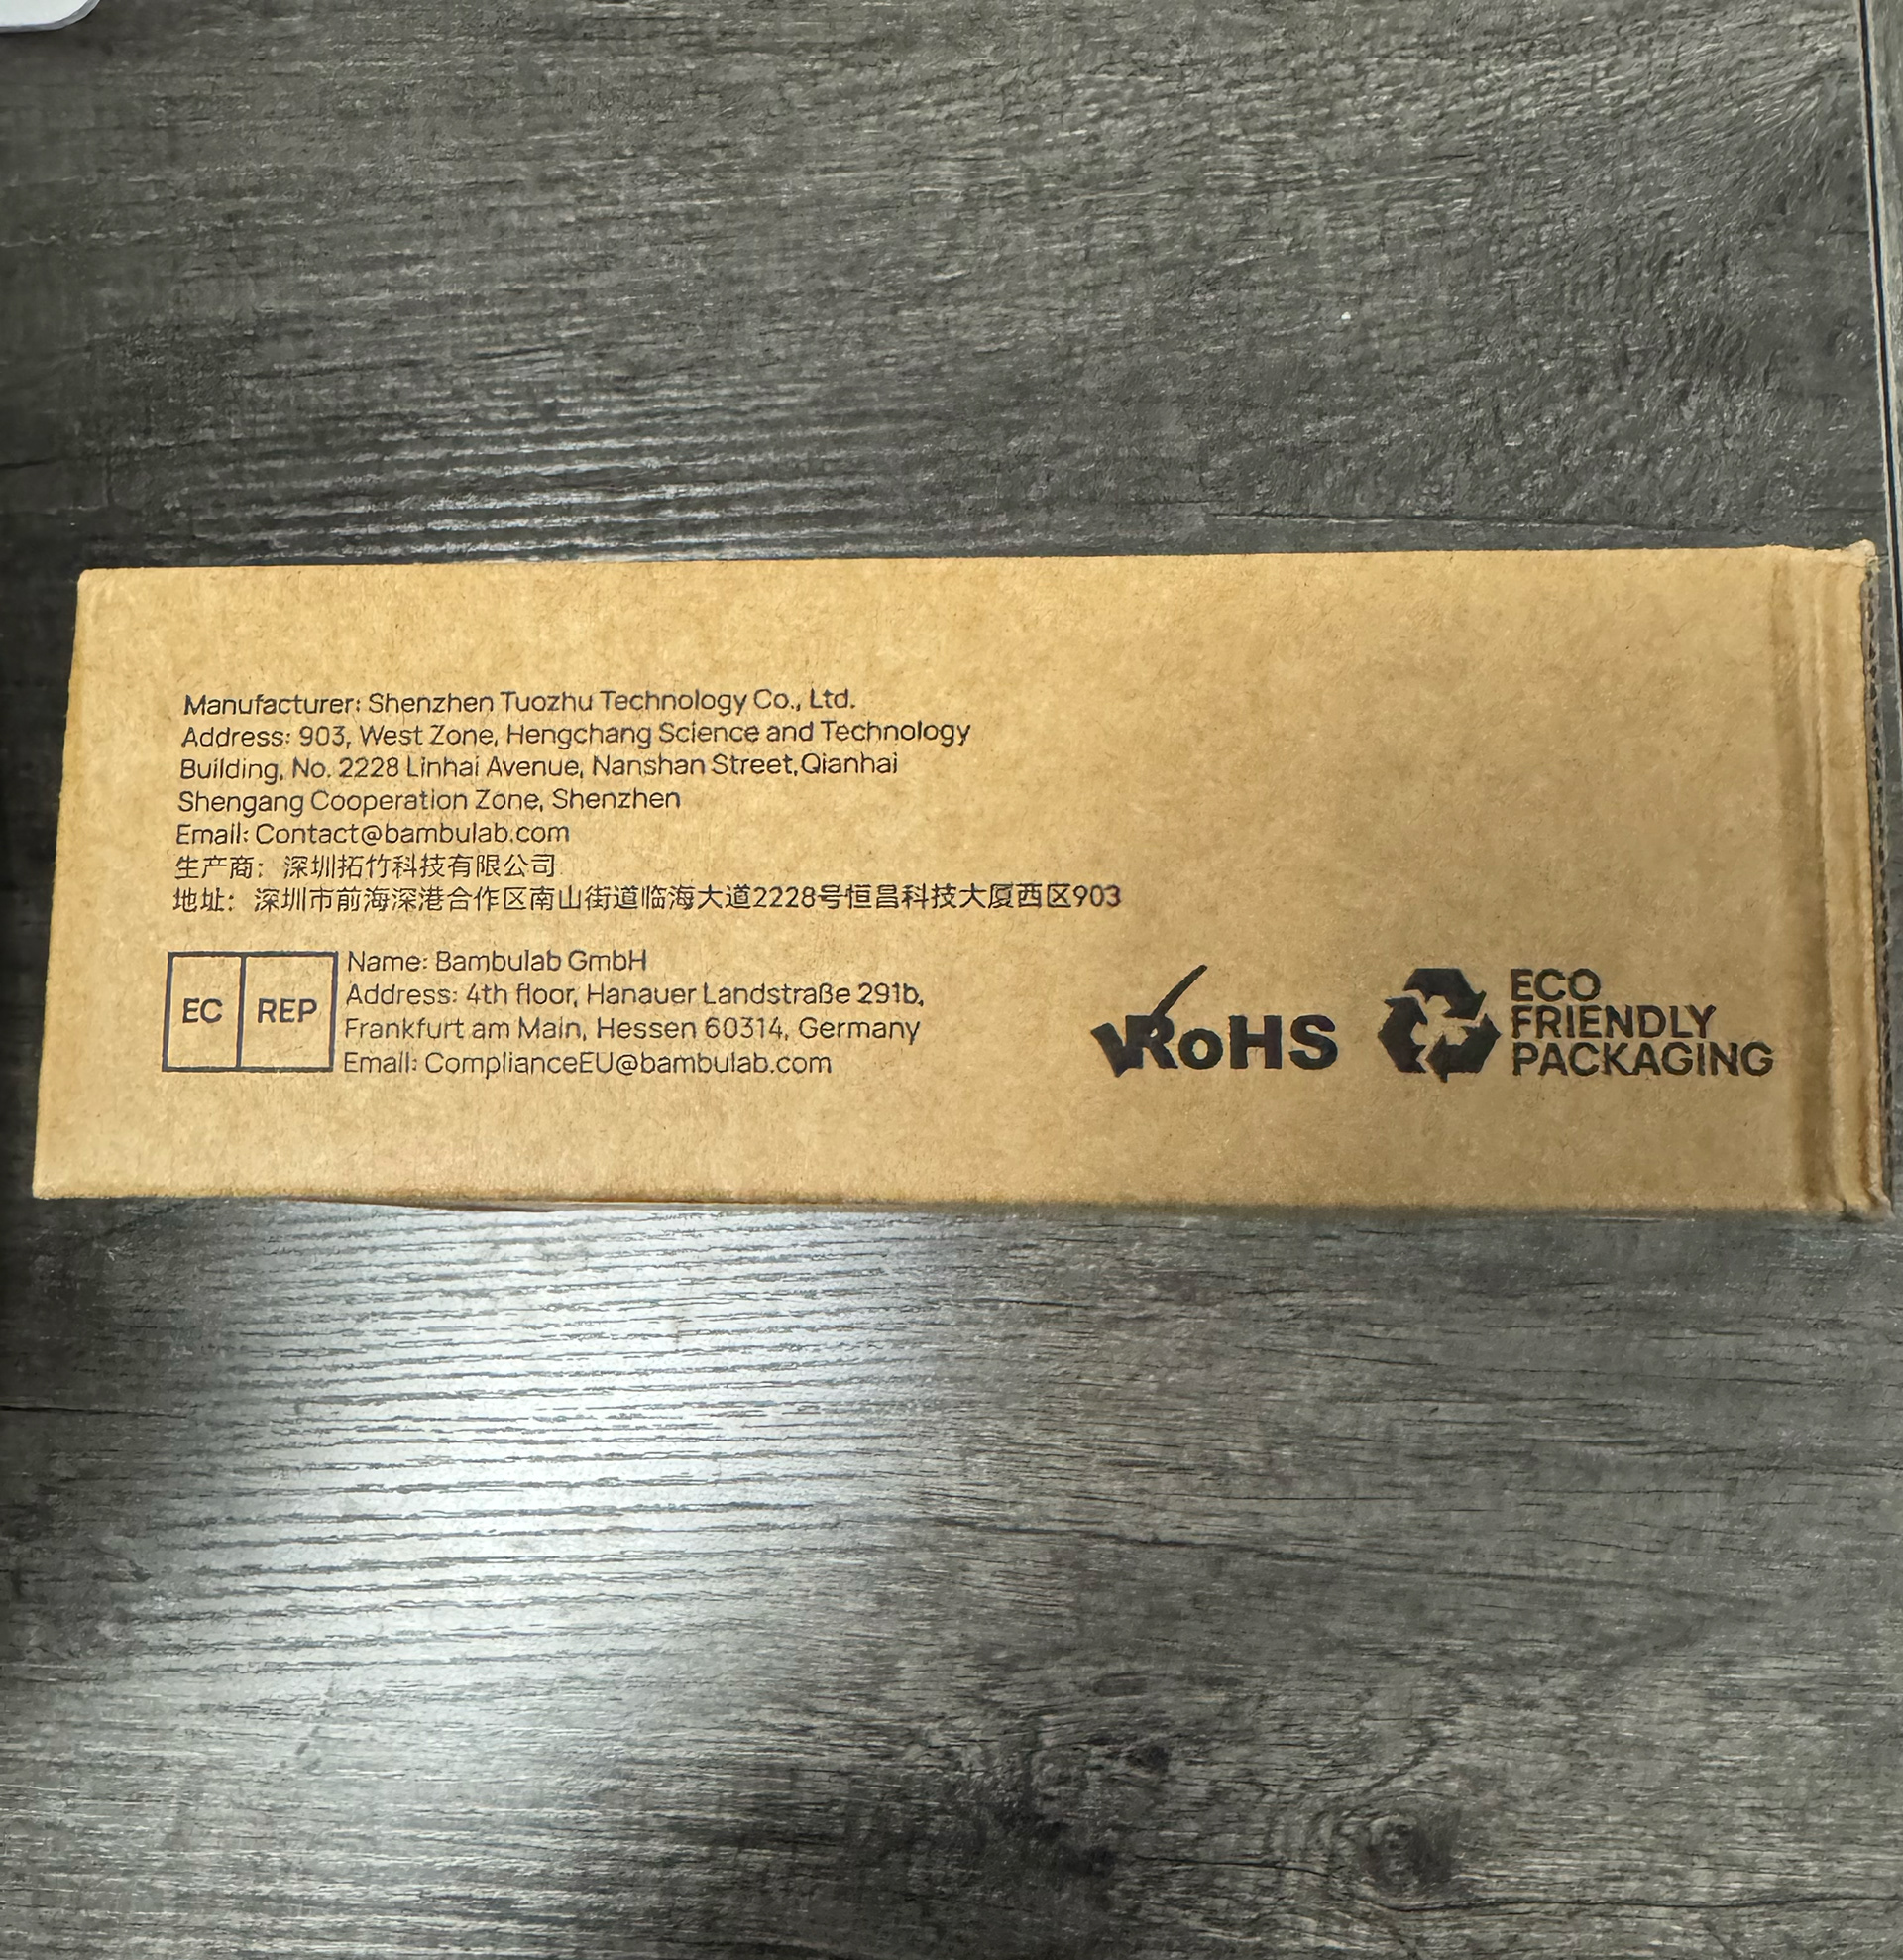 Manufacturer: Shenzhen Tuozhu Technology Co., Ltd.
Address: 903, West Zone, Hengchang Science and Technology
Building, No. 2228 Linhai Avenue, Nanshan Street,Qianhai
Shengang Cooperation Zone, Shenzhen
Email: Contact@bambulab.com
生产商：深圳拓竹科技有限公司
地址：深圳市前海深港合作区南山街道临海大道2228号恒昌科技大厦西区903
EC REP
Name: Bambulab GmbH
Address: 4th floor, Hanauer Landstraße 291b,
Frankfurt am Main, Hessen 60314, Germany
Email: ComplianceEU@bambulab.com
RoHS
ECO
FRIENDLY
PACKAGING